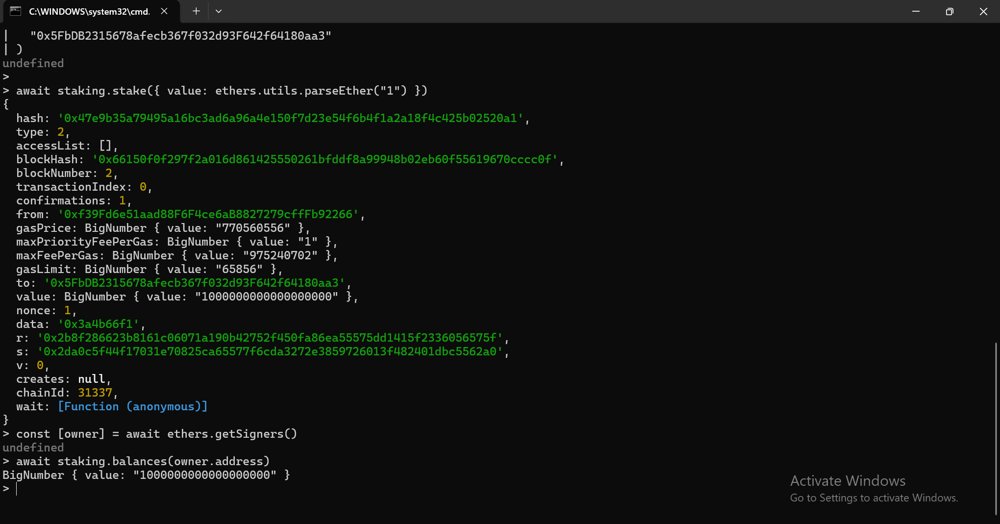 C:\WINDOWS\system32\cmd.
|   "0x5FbDB2315678afecb367f032d93F642f64180aa3"
| )
undefined
>
> await staking.stake({ value: ethers.utils.parseEther("1") })
{
  hash: '0x47e9b35a79495a16bc3ad6a96a4e150f7d23e54f6b4f1a2a18f4c425b02520a1',
  type: 2,
  accessList: [],
  blockHash: '0x66150f0f297f2a016d861425550261bfddf8a99948b02eb60f55619670cccc0f',
  blockNumber: 2,
  transactionIndex: 0,
  confirmations: 1,
  from: '0xf39Fd6e51aad88F6F4ce6aB8827279cffFb92266',
  gasPrice: BigNumber { value: "770560556" },
  maxPriorityFeePerGas: BigNumber { value: "1" },
  maxFeePerGas: BigNumber { value: "975240702" },
  gasLimit: BigNumber { value: "65856" },
  to: '0x5FbDB2315678afecb367f032d93F642f64180aa3',
  value: BigNumber { value: "1000000000000000000" },
  nonce: 1,
  data: '0x3a4b66f1',
  r: '0x2b8f286623b8161c06071a190b42752f450fa86ea55575dd1415f2336056575f',
  s: '0x2da0c5f44f17031e70825ca65577f6cda3272e3859726013f482401dbc5562a0',
  v: 0,
  creates: null,
  chainId: 31337,
  wait: [Function (anonymous)]
}
> const [owner] = await ethers.getSigners()
undefined
> await staking.balances(owner.address)
BigNumber { value: "1000000000000000000" }
>
Activate Windows
Go to Settings to activate Windows.